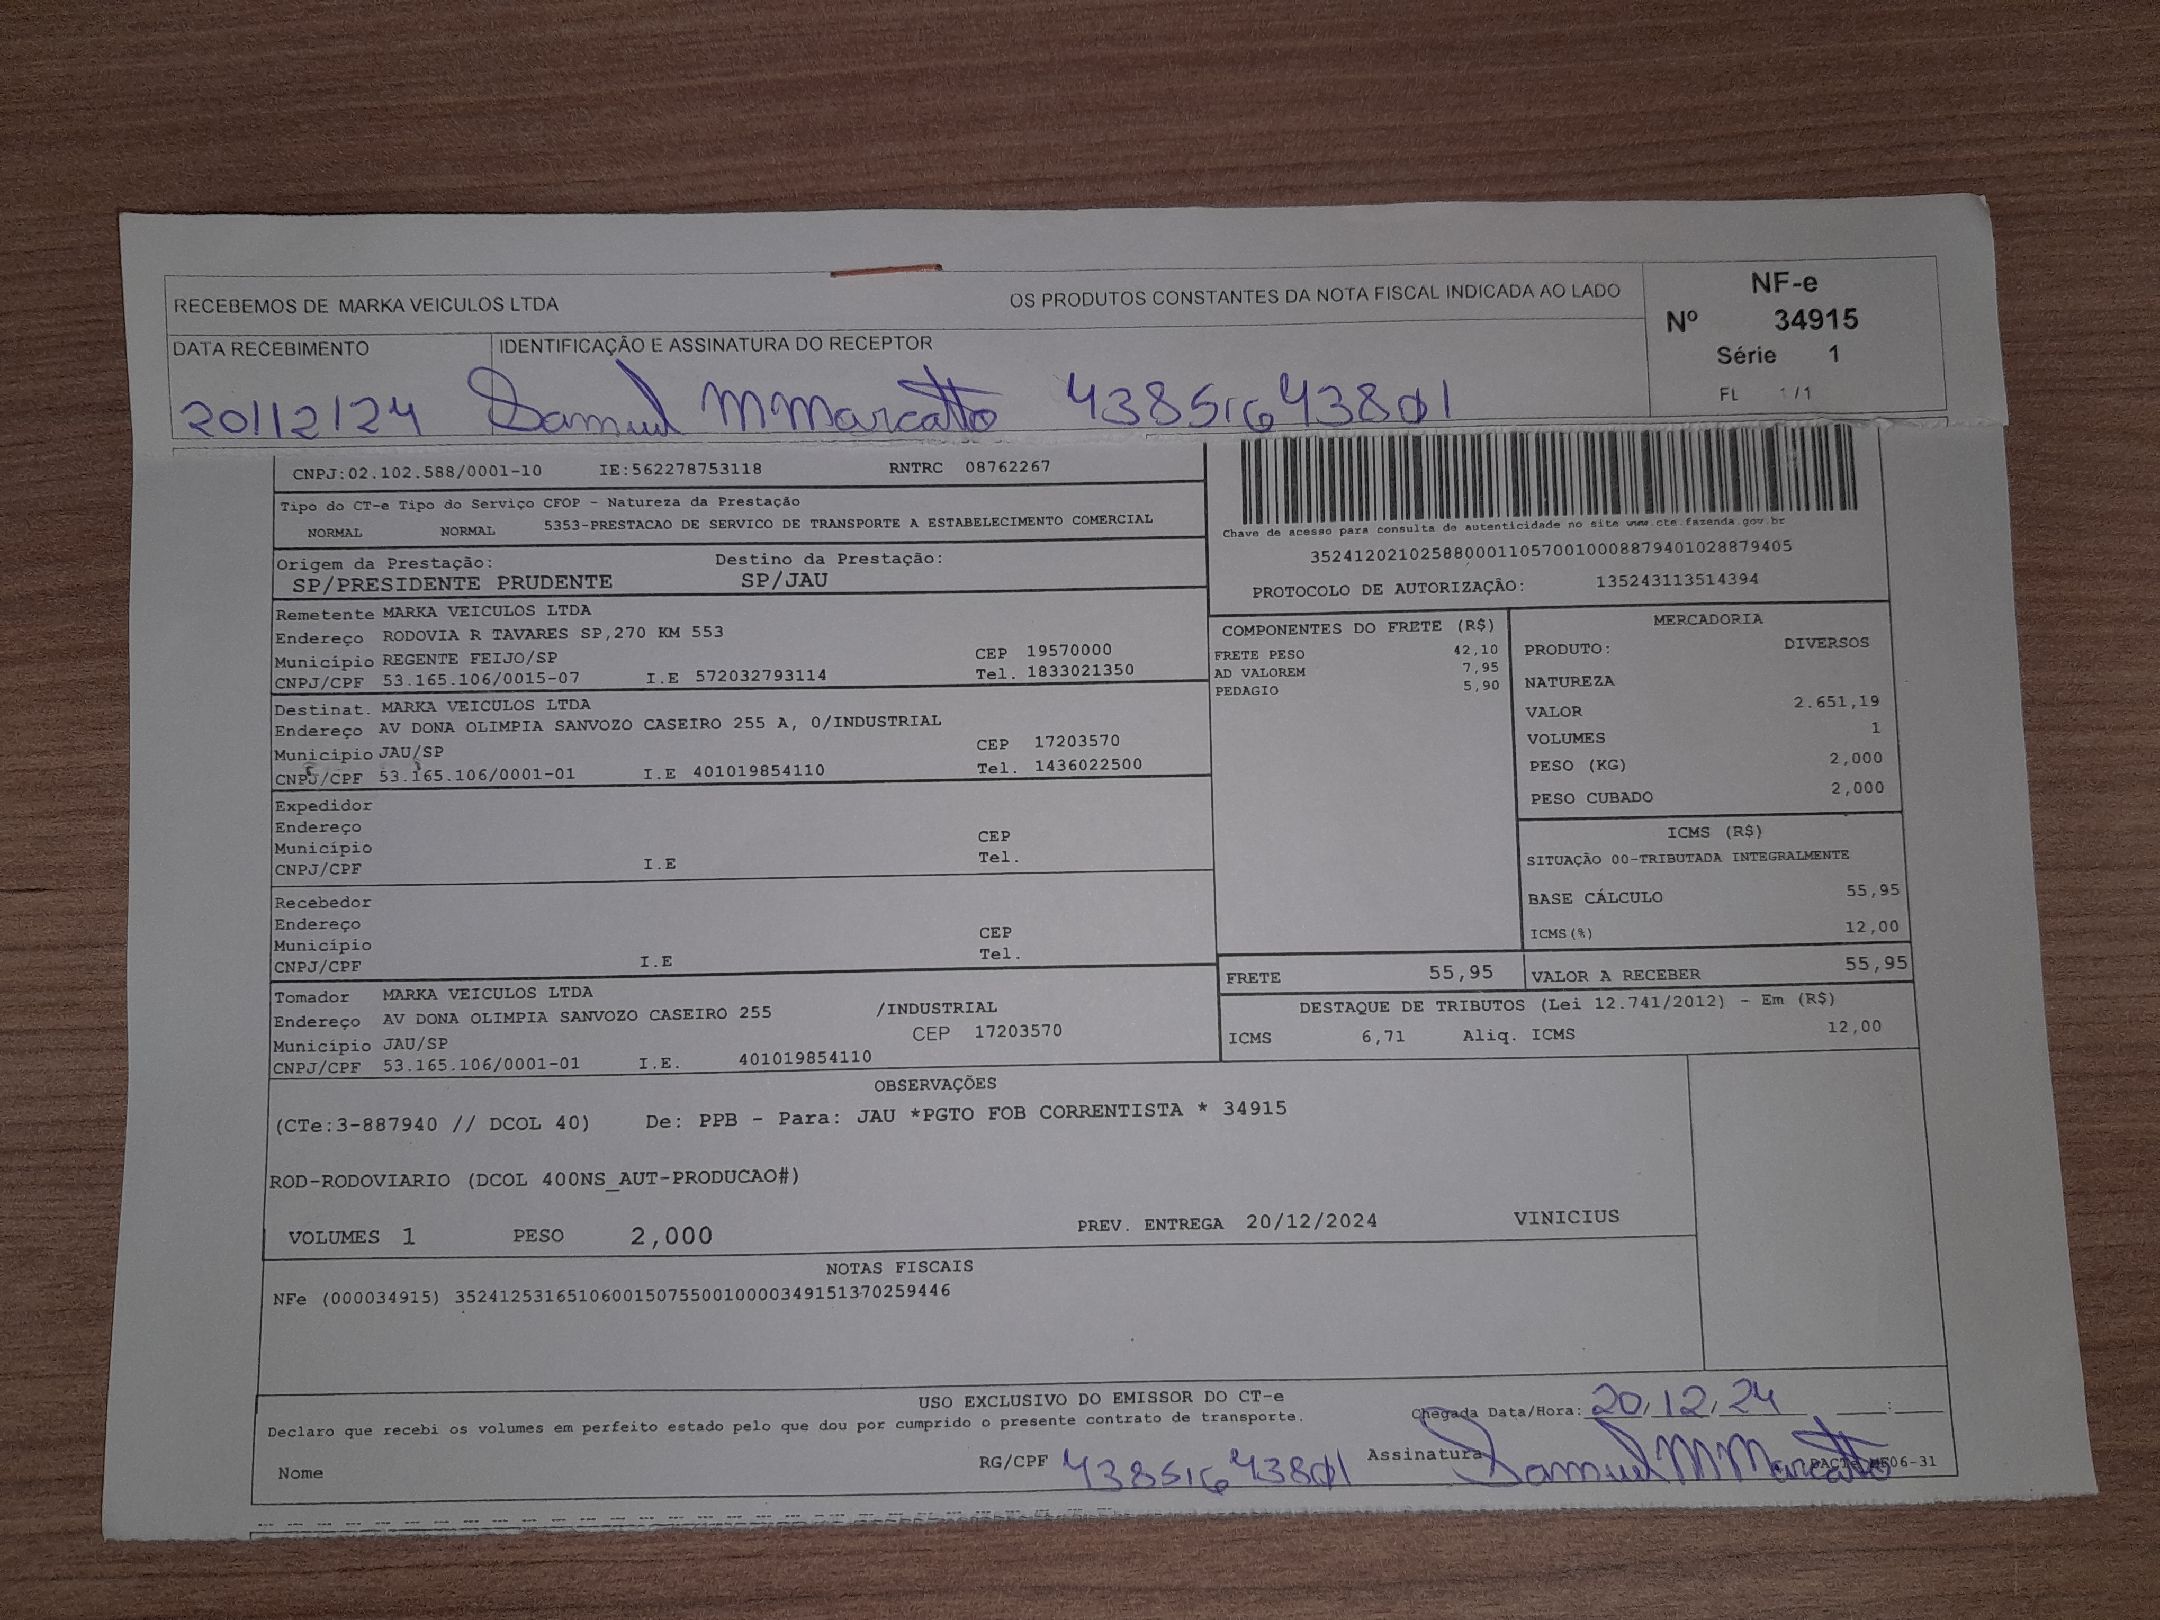 RECEBEMOS DE MARKA VEICULOS LTDA OS PRODUTOS CONSTANTES DA NOTA FISCAL INDICADA AO LADO
NF-e
Nº 34915
Série 1
FL 1/1
DATA RECEBIMENTO IDENTIFICAÇÃO E ASSINATURA DO RECEPTOR
20/12/24 Samuel M Marcatto 43851643801
CNPJ:02.102.588/0001-10 IE:562278753118 RNTRC 08762267
Tipo do CT-e Tipo do Serviço CFOP - Natureza da Prestação
NORMAL NORMAL 5353-PRESTACAO DE SERVICO DE TRANSPORTE A ESTABELECIMENTO COMERCIAL
Chave de acesso para consulta de autenticidade no site www.cte.fazenda.gov.br
35241202102588000110570010008879401028879405
PROTOCOLO DE AUTORIZAÇÃO: 135243113514394
Origem da Prestação: Destino da Prestação:
SP/PRESIDENTE PRUDENTE SP/JAU
Remetente MARKA VEICULOS LTDA
Endereço RODOVIA R TAVARES SP,270 KM 553
Município REGENTE FEIJO/SP CEP 19570000
CNPJ/CPF 53.165.106/0015-07 I.E 572032793114 Tel. 1833021350
Destinat. MARKA VEICULOS LTDA
Endereço AV DONA OLIMPIA SANVOZO CASEIRO 255 A, 0/INDUSTRIAL
Município JAU/SP CEP 17203570
CNPJ/CPF 53.165.106/0001-01 I.E 401019854110 Tel. 1436022500
Expedidor
Endereço
Município CEP
CNPJ/CPF I.E Tel.
Recebedor
Endereço
Município CEP
CNPJ/CPF I.E Tel.
Tomador MARKA VEICULOS LTDA
Endereço AV DONA OLIMPIA SANVOZO CASEIRO 255 /INDUSTRIAL
Município JAU/SP CEP 17203570
CNPJ/CPF 53.165.106/0001-01 I.E. 401019854110
COMPONENTES DO FRETE (R$)
FRETE PESO 42,10
AD VALOREM 7,95
PEDAGIO 5,90
MERCADORIA
PRODUTO: DIVERSOS
NATUREZA
VALOR 2.651,19
VOLUMES 1
PESO (KG) 2,000
PESO CUBADO 2,000
ICMS (R$)
SITUAÇÃO 00-TRIBUTADA INTEGRALMENTE
BASE CÁLCULO 55,95
ICMS(%) 12,00
FRETE 55,95 VALOR A RECEBER 55,95
DESTAQUE DE TRIBUTOS (Lei 12.741/2012) - Em (R$)
ICMS 6,71 Aliq. ICMS 12,00
OBSERVAÇÕES
(CTe:3-887940 // DCOL 40) De: PPB - Para: JAU *PGTO FOB CORRENTISTA * 34915
ROD-RODOVIARIO (DCOL 400NS_AUT-PRODUCAO#)
VOLUMES 1 PESO 2,000 PREV. ENTREGA 20/12/2024 VINICIUS
NOTAS FISCAIS
NFe (000034915) 35241253165106001507550010000349151370259446
USO EXCLUSIVO DO EMISSOR DO CT-e
Declaro que recebi os volumes em perfeito estado pelo que dou por cumprido o presente contrato de transporte. Chegada Data/Hora: 20/12/24 :
Nome RG/CPF 43851643801 Assinatura Samuel M Marcatto 06-31